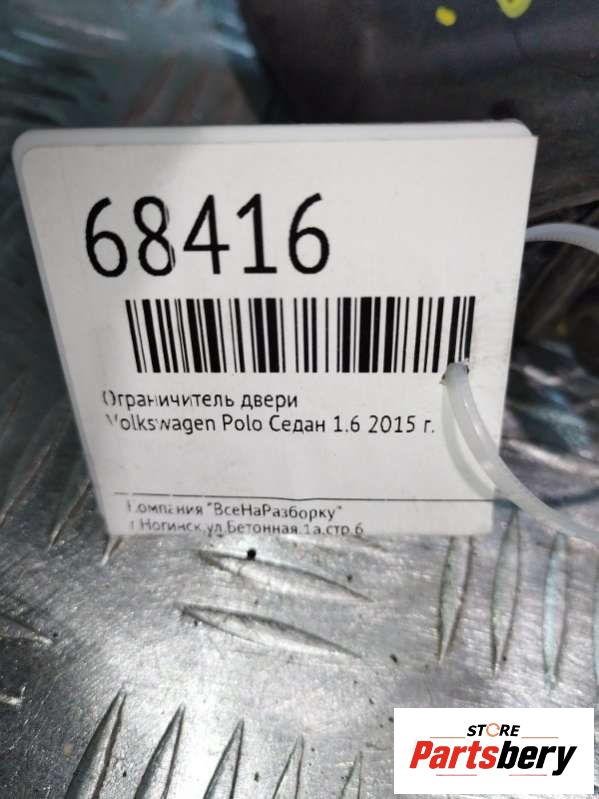 68416
Ограничитель двери
Volkswagen Polo Седан 1.6 2015 г.
Компания "ВсеНаРазборку"
г.Ногинск,ул.Бетонная,1а,стр.6
STORE
Partsbery